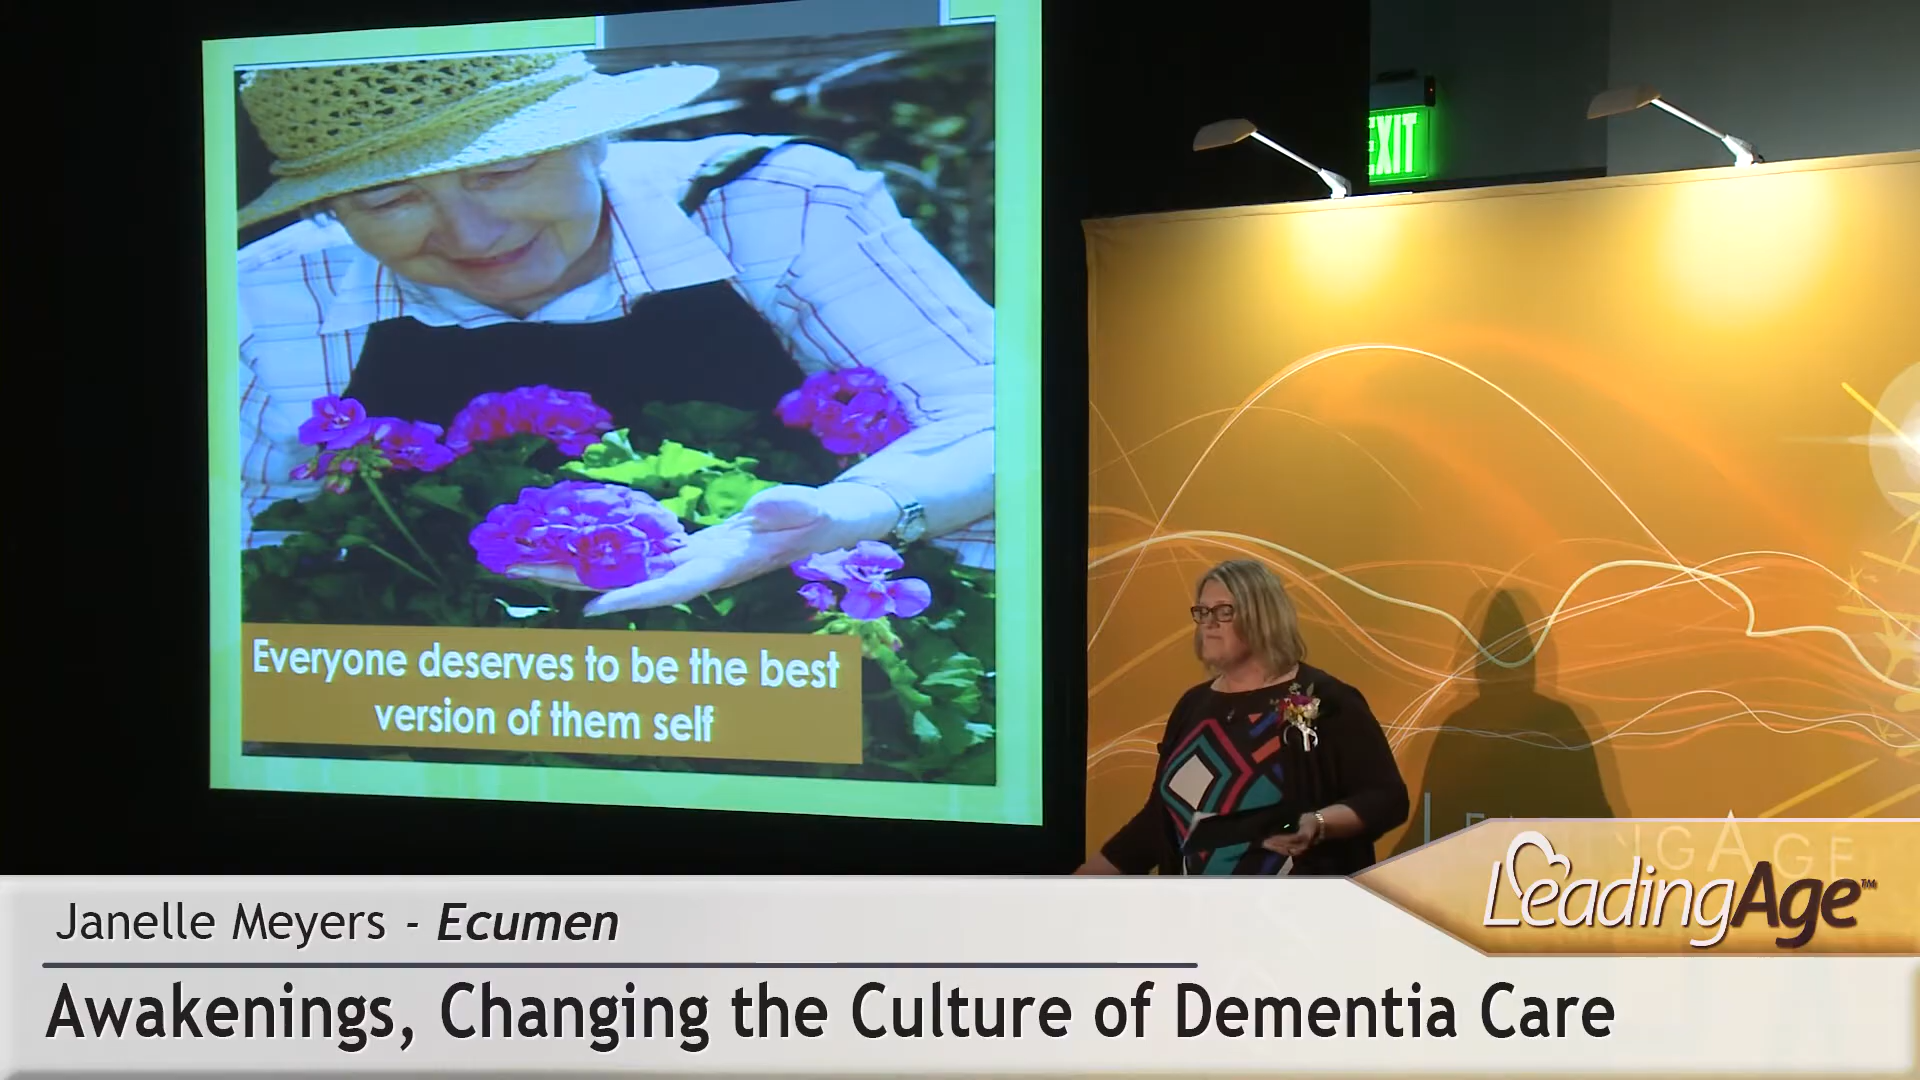 EXIT
Everyone deserves to be the best
version of them self
LEADINGAGE
LeadingAge™
Janelle Meyers - Ecumen
Awakenings, Changing the Culture of Dementia Care